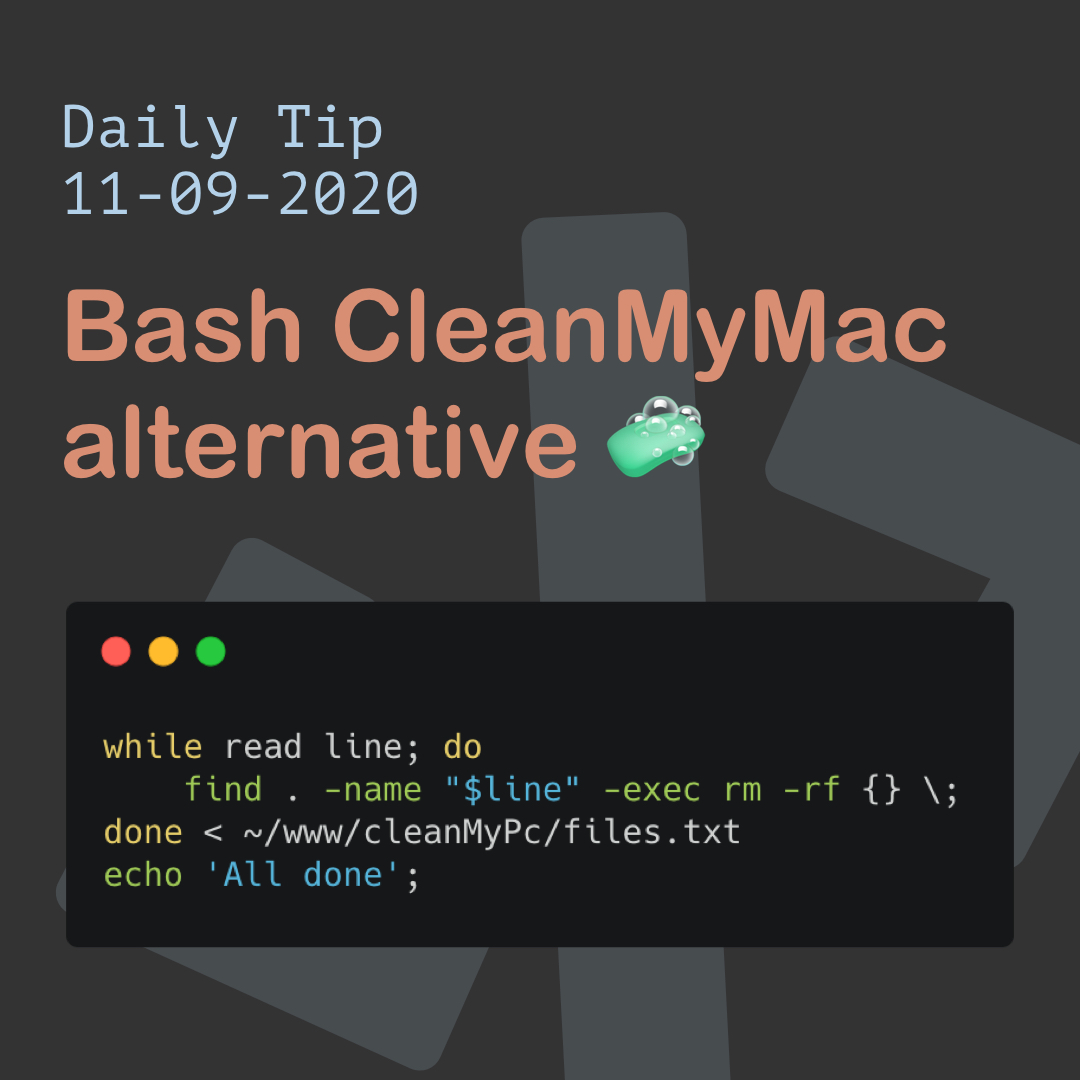 Daily Tip
11-09-2020
Bash CleanMyMac
alternative
while read line; do
    find . -name "$line" -exec rm -rf {} \;
done < ~/www/cleanMyPc/files.txt
echo 'All done';